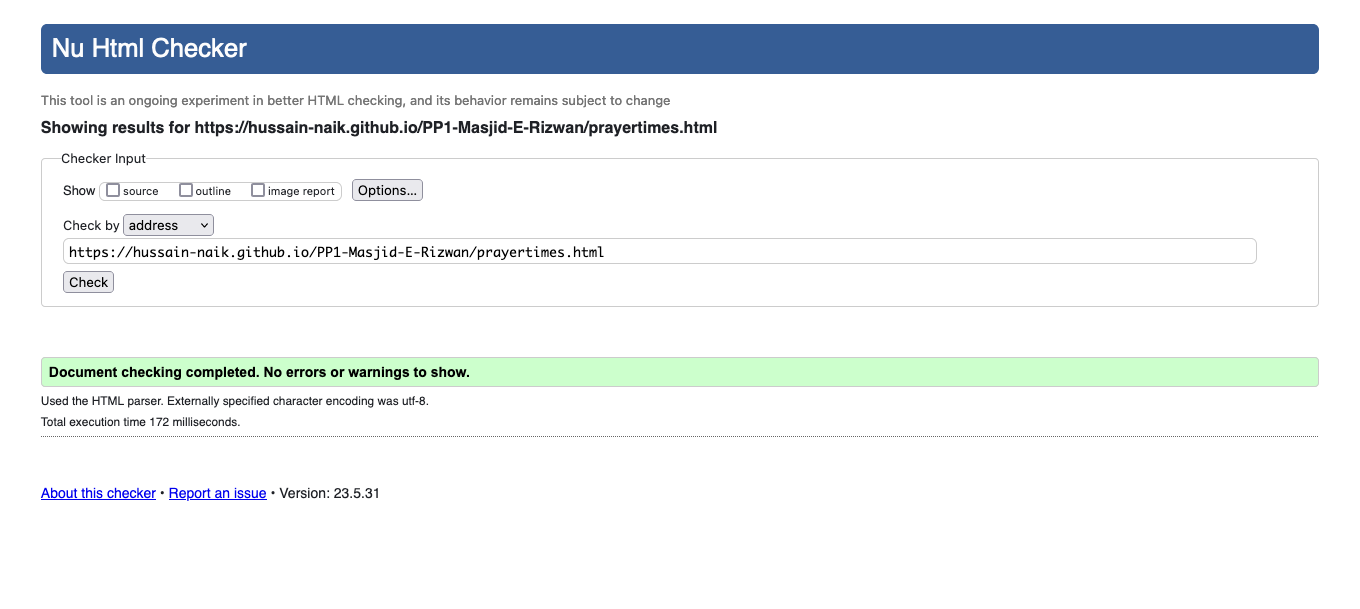 Nu Html Checker
This tool is an ongoing experiment in better HTML checking, and its behavior remains subject to change
Showing results for https://hussain-naik.github.io/PP1-Masjid-E-Rizwan/prayertimes.html
Checker Input
Show source outline image report Options...
Check by address
https://hussain-naik.github.io/PP1-Masjid-E-Rizwan/prayertimes.html
Check
Document checking completed. No errors or warnings to show.
Used the HTML parser. Externally specified character encoding was utf-8.
Total execution time 172 milliseconds.
About this checker • Report an issue • Version: 23.5.31